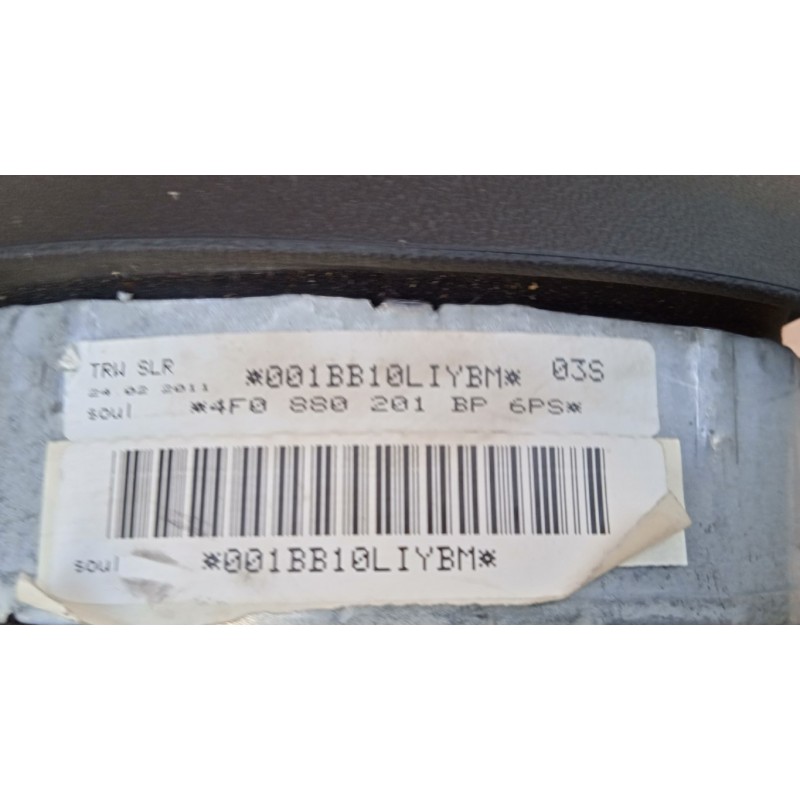 TRW SLR *001BB10LIYBM* 03S
24 02 2011
soul *4F0 880 201 BP 6PS*
soul *001BB10LIYBM*